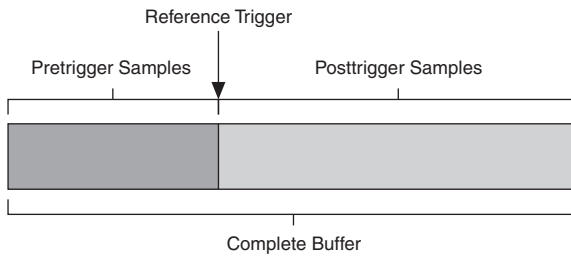 Reference Trigger
Pretrigger Samples
Posttrigger Samples
Complete Buffer